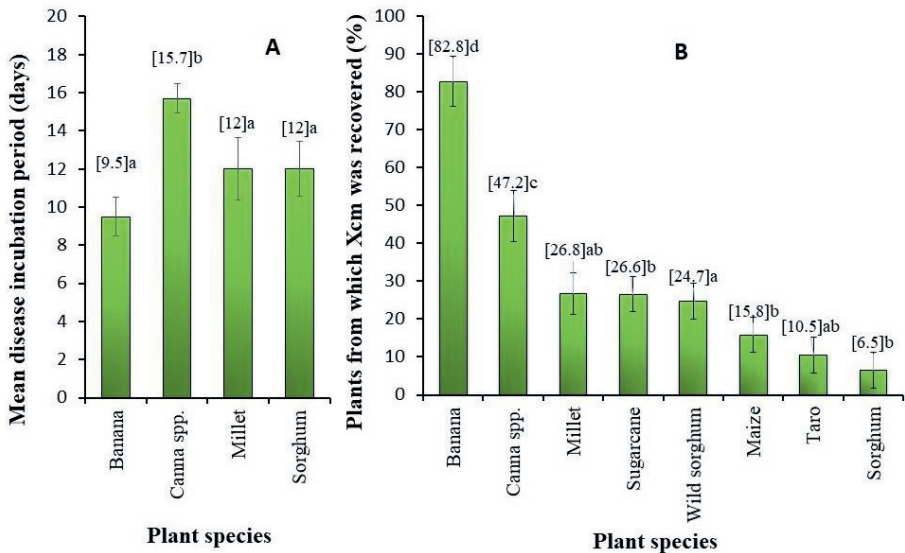 Mean disease incubation period (days)
20
18
16
14
12
10
8
6
4
2
0
A
[9.5]a
[15.7]b
[12]a
[12]a
Banana
Canna spp.
Millet
Sorghum
Plant species
Plants from which Xcm was recovered (%)
100
90
80
70
60
50
40
30
20
10
0
B
[82.8]d
[47.2]c
[26.8]ab
[26.6]b
[24.7]a
[15.8]b
[10.5]ab
[6.5]b
Banana
Canna spp.
Millet
Sugarcane
Wild sorghum
Maize
Taro
Sorghum
Plant species